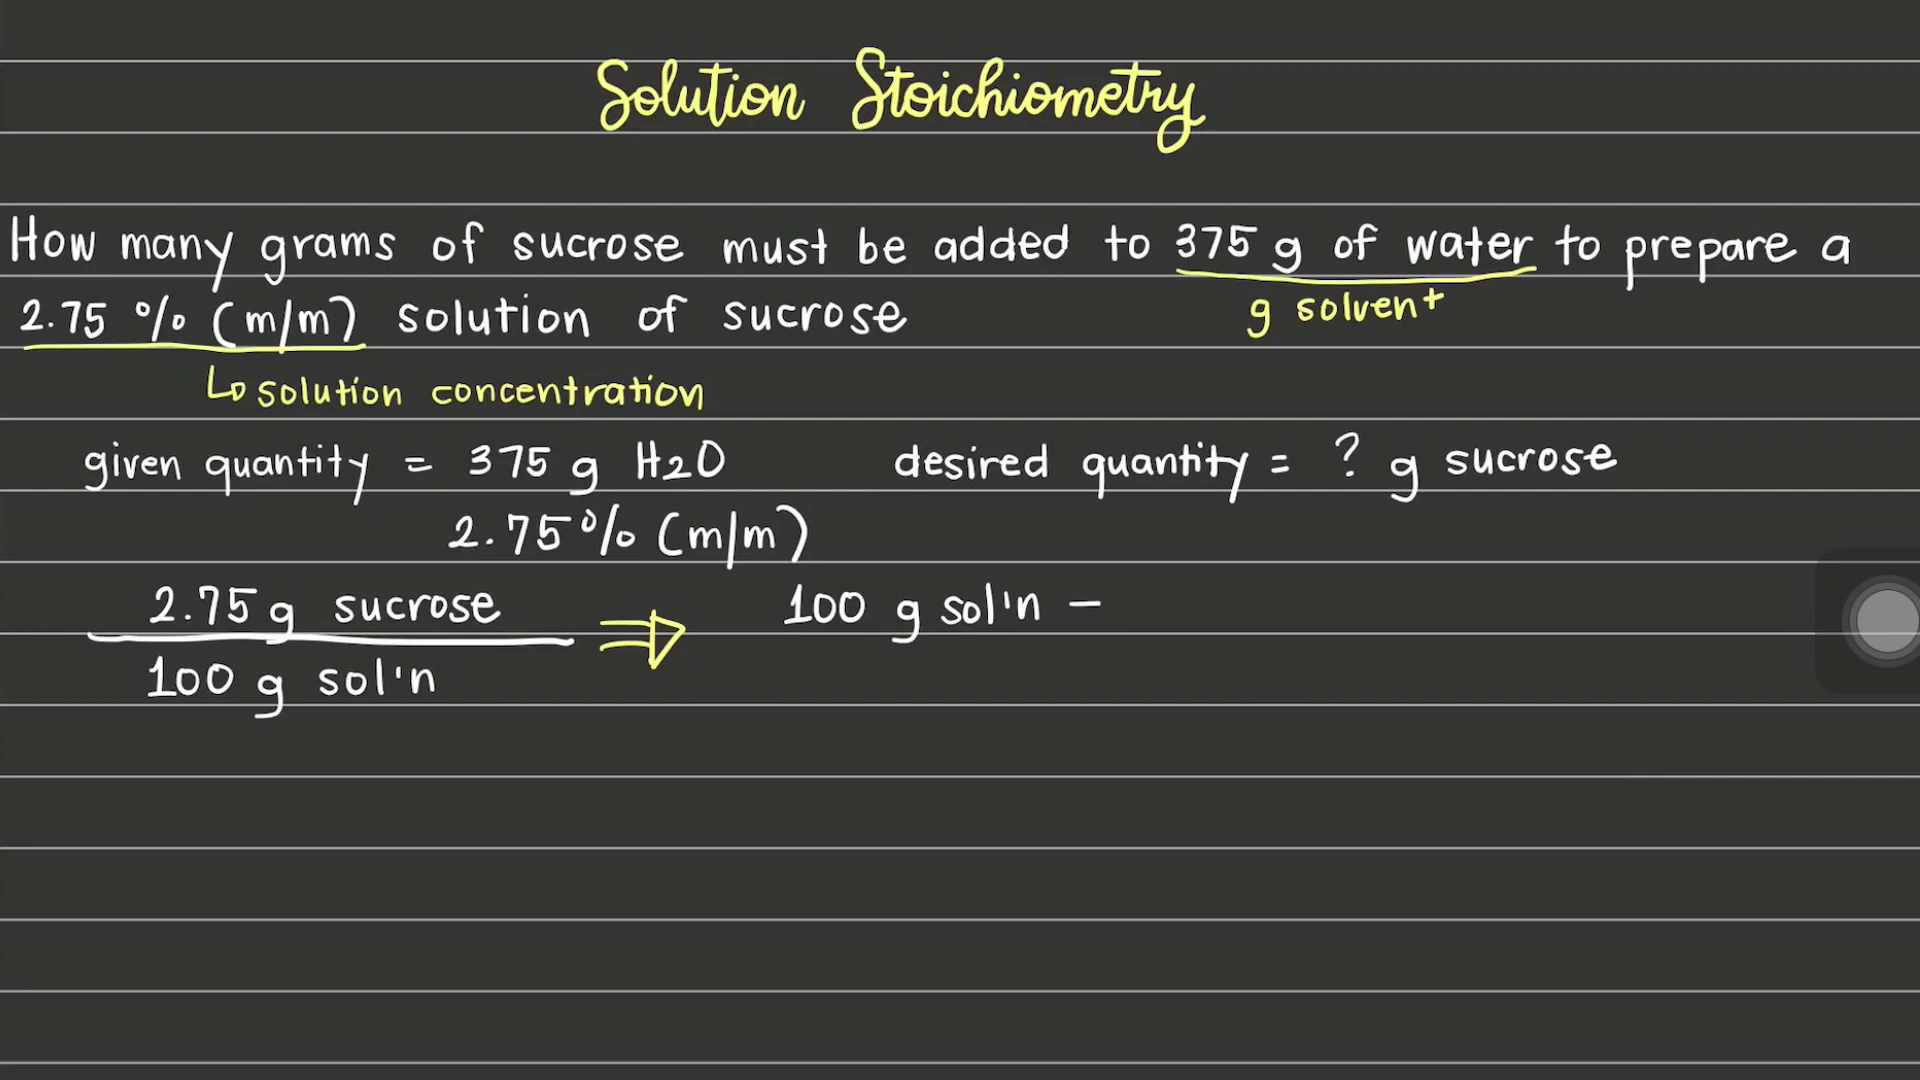 Solution Stoichiometry
How many grams of sucrose must be added to 375 g of water to prepare a
g solvent
2.75 % (m/m) solution of sucrose
↳ solution concentration
given quantity = 375 g H2O desired quantity = ? g sucrose
2.75% (m/m)
2.75 g sucrose ⇒ 100 g sol'n –
100 g sol'n